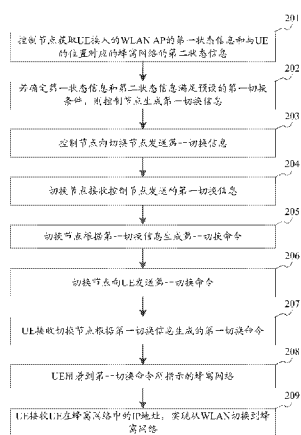 201
控制节点获取UE接入的WLAN AP的第一状态信息和与UE
的位置对应的蜂窝网络的第二状态信息
202
若确定第一状态信息和第二状态信息满足预设的第一切换
条件，则控制节点生成第一切换信息
203
控制节点向切换节点发送第一切换信息
204
切换节点接收控制节点发送的第一切换信息
205
切换节点根据第一切换信息生成第一切换命令
206
切换节点向UE发送第一切换命令
207
UE接收切换节点根据第一切换信息生成的第一切换命令
208
UE附着到第一切换命令所指示的蜂窝网络
209
UE接收UE在蜂窝网络中的IP地址，实现从WLAN切换到蜂
窝网络